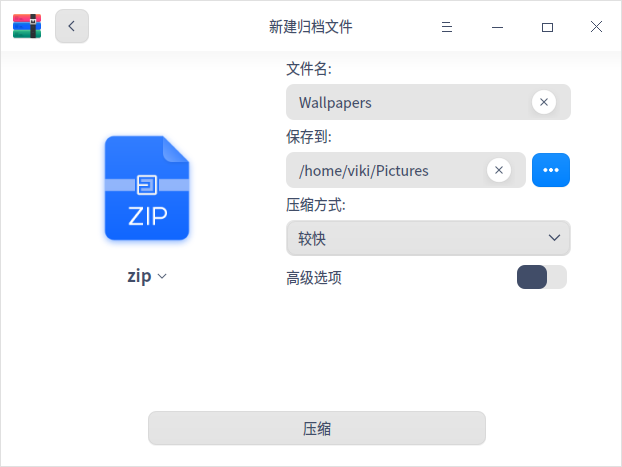 新建归档文件
文件名:
Wallpapers
保存到:
/home/viki/Pictures
压缩方式:
较快
高级选项
ZIP
zip
压缩